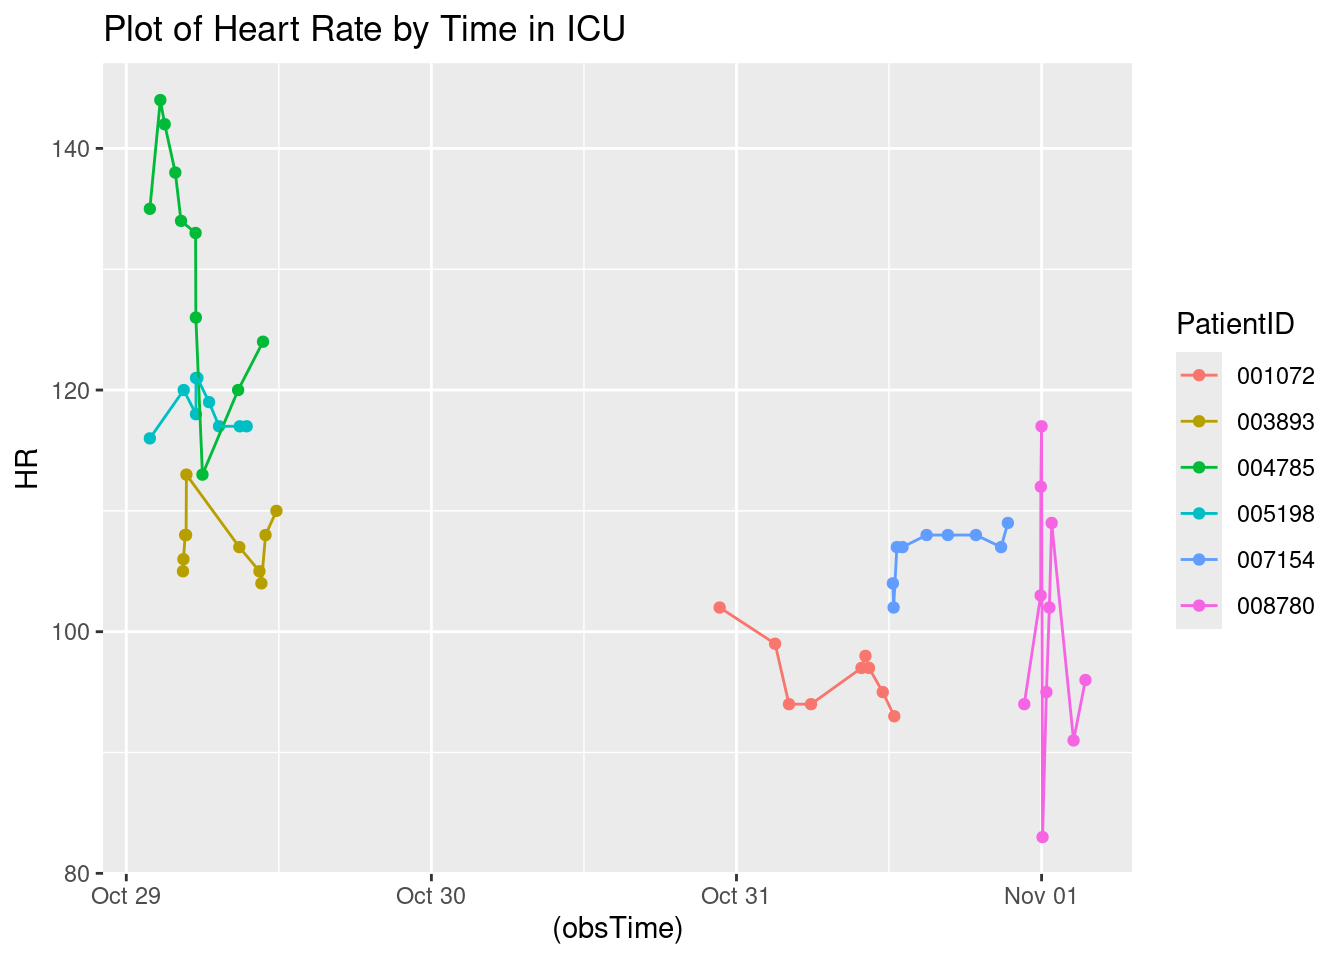 Plot of Heart Rate by Time in ICU
HR
140
120
100
80
Oct 29 Oct 30 Oct 31 Nov 01
(obsTime)
PatientID
001072
003893
004785
005198
007154
008780